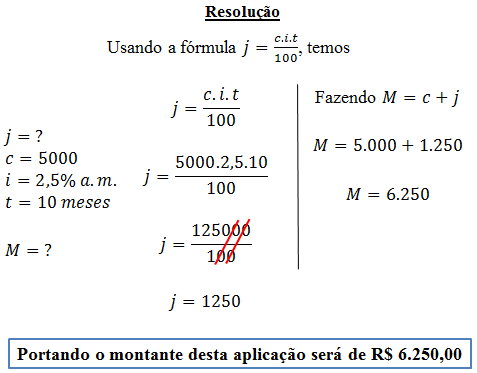 Resolução
Usando a fórmula j = c.i.t/100, temos
j = ?
c = 5000
i = 2,5% a.m.
t = 10 meses
M = ?
j = c.i.t/100
j = 5000.2,5.10/100
j = 125000/100
j = 1250
Fazendo M = c + j
M = 5.000 + 1.250
M = 6.250
Portando o montante desta aplicação será de R$ 6.250,00